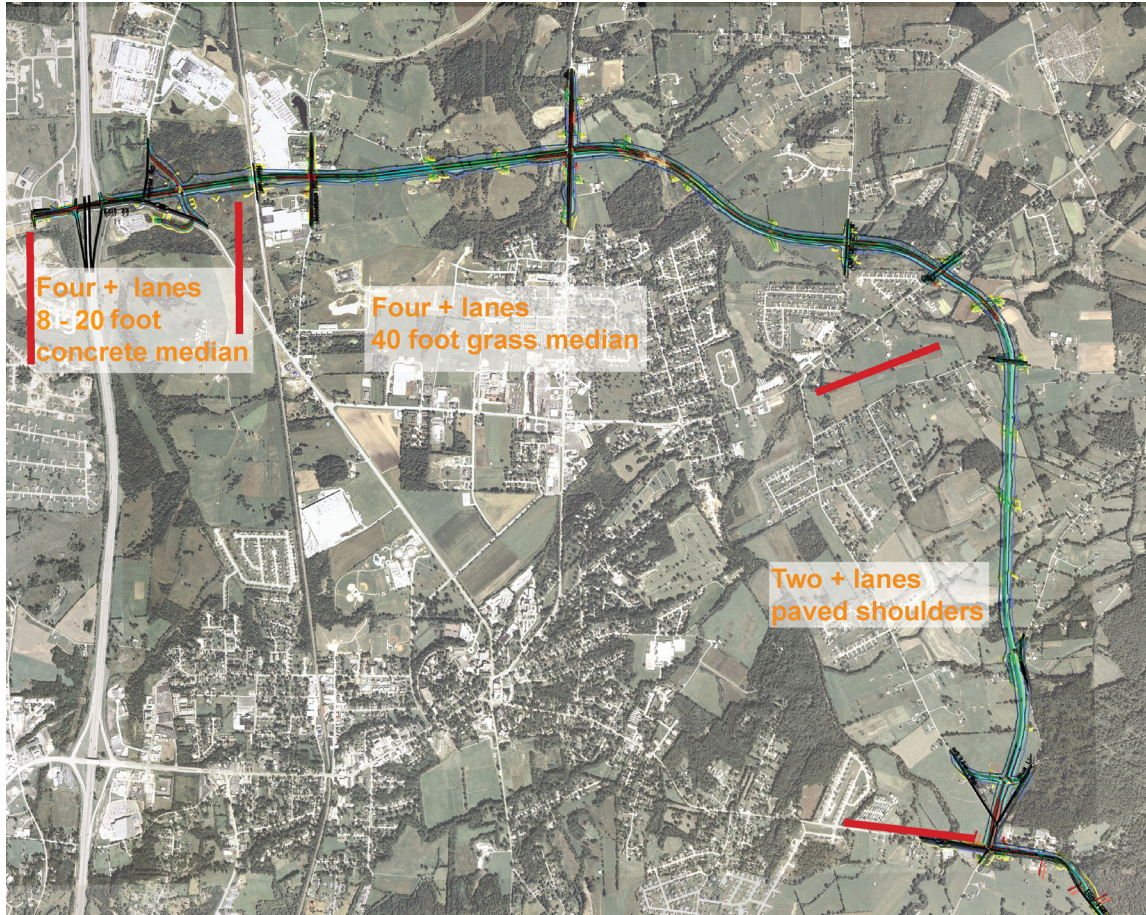 Four + lanes
8 - 20 foot
concrete median
Four + lanes
40 foot grass median
Two + lanes
paved shoulders